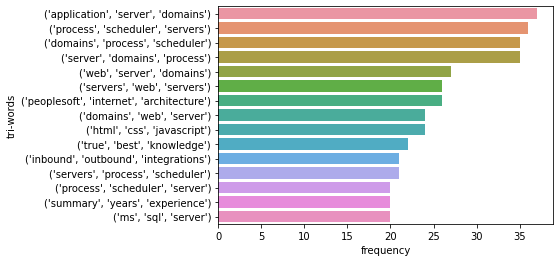 ('application', 'server', 'domains')
('process', 'scheduler', 'servers')
('domains', 'process', 'scheduler')
('server', 'domains', 'process')
('web', 'server', 'domains')
('servers', 'web', 'servers')
('peoplesoft', 'internet', 'architecture')
('domains', 'web', 'server')
('html', 'css', 'javascript')
('true', 'best', 'knowledge')
('inbound', 'outbound', 'integrations')
('servers', 'process', 'scheduler')
('process', 'scheduler', 'server')
('summary', 'years', 'experience')
('ms', 'sql', 'server')
tri-words
0 5 10 15 20 25 30 35
frequency